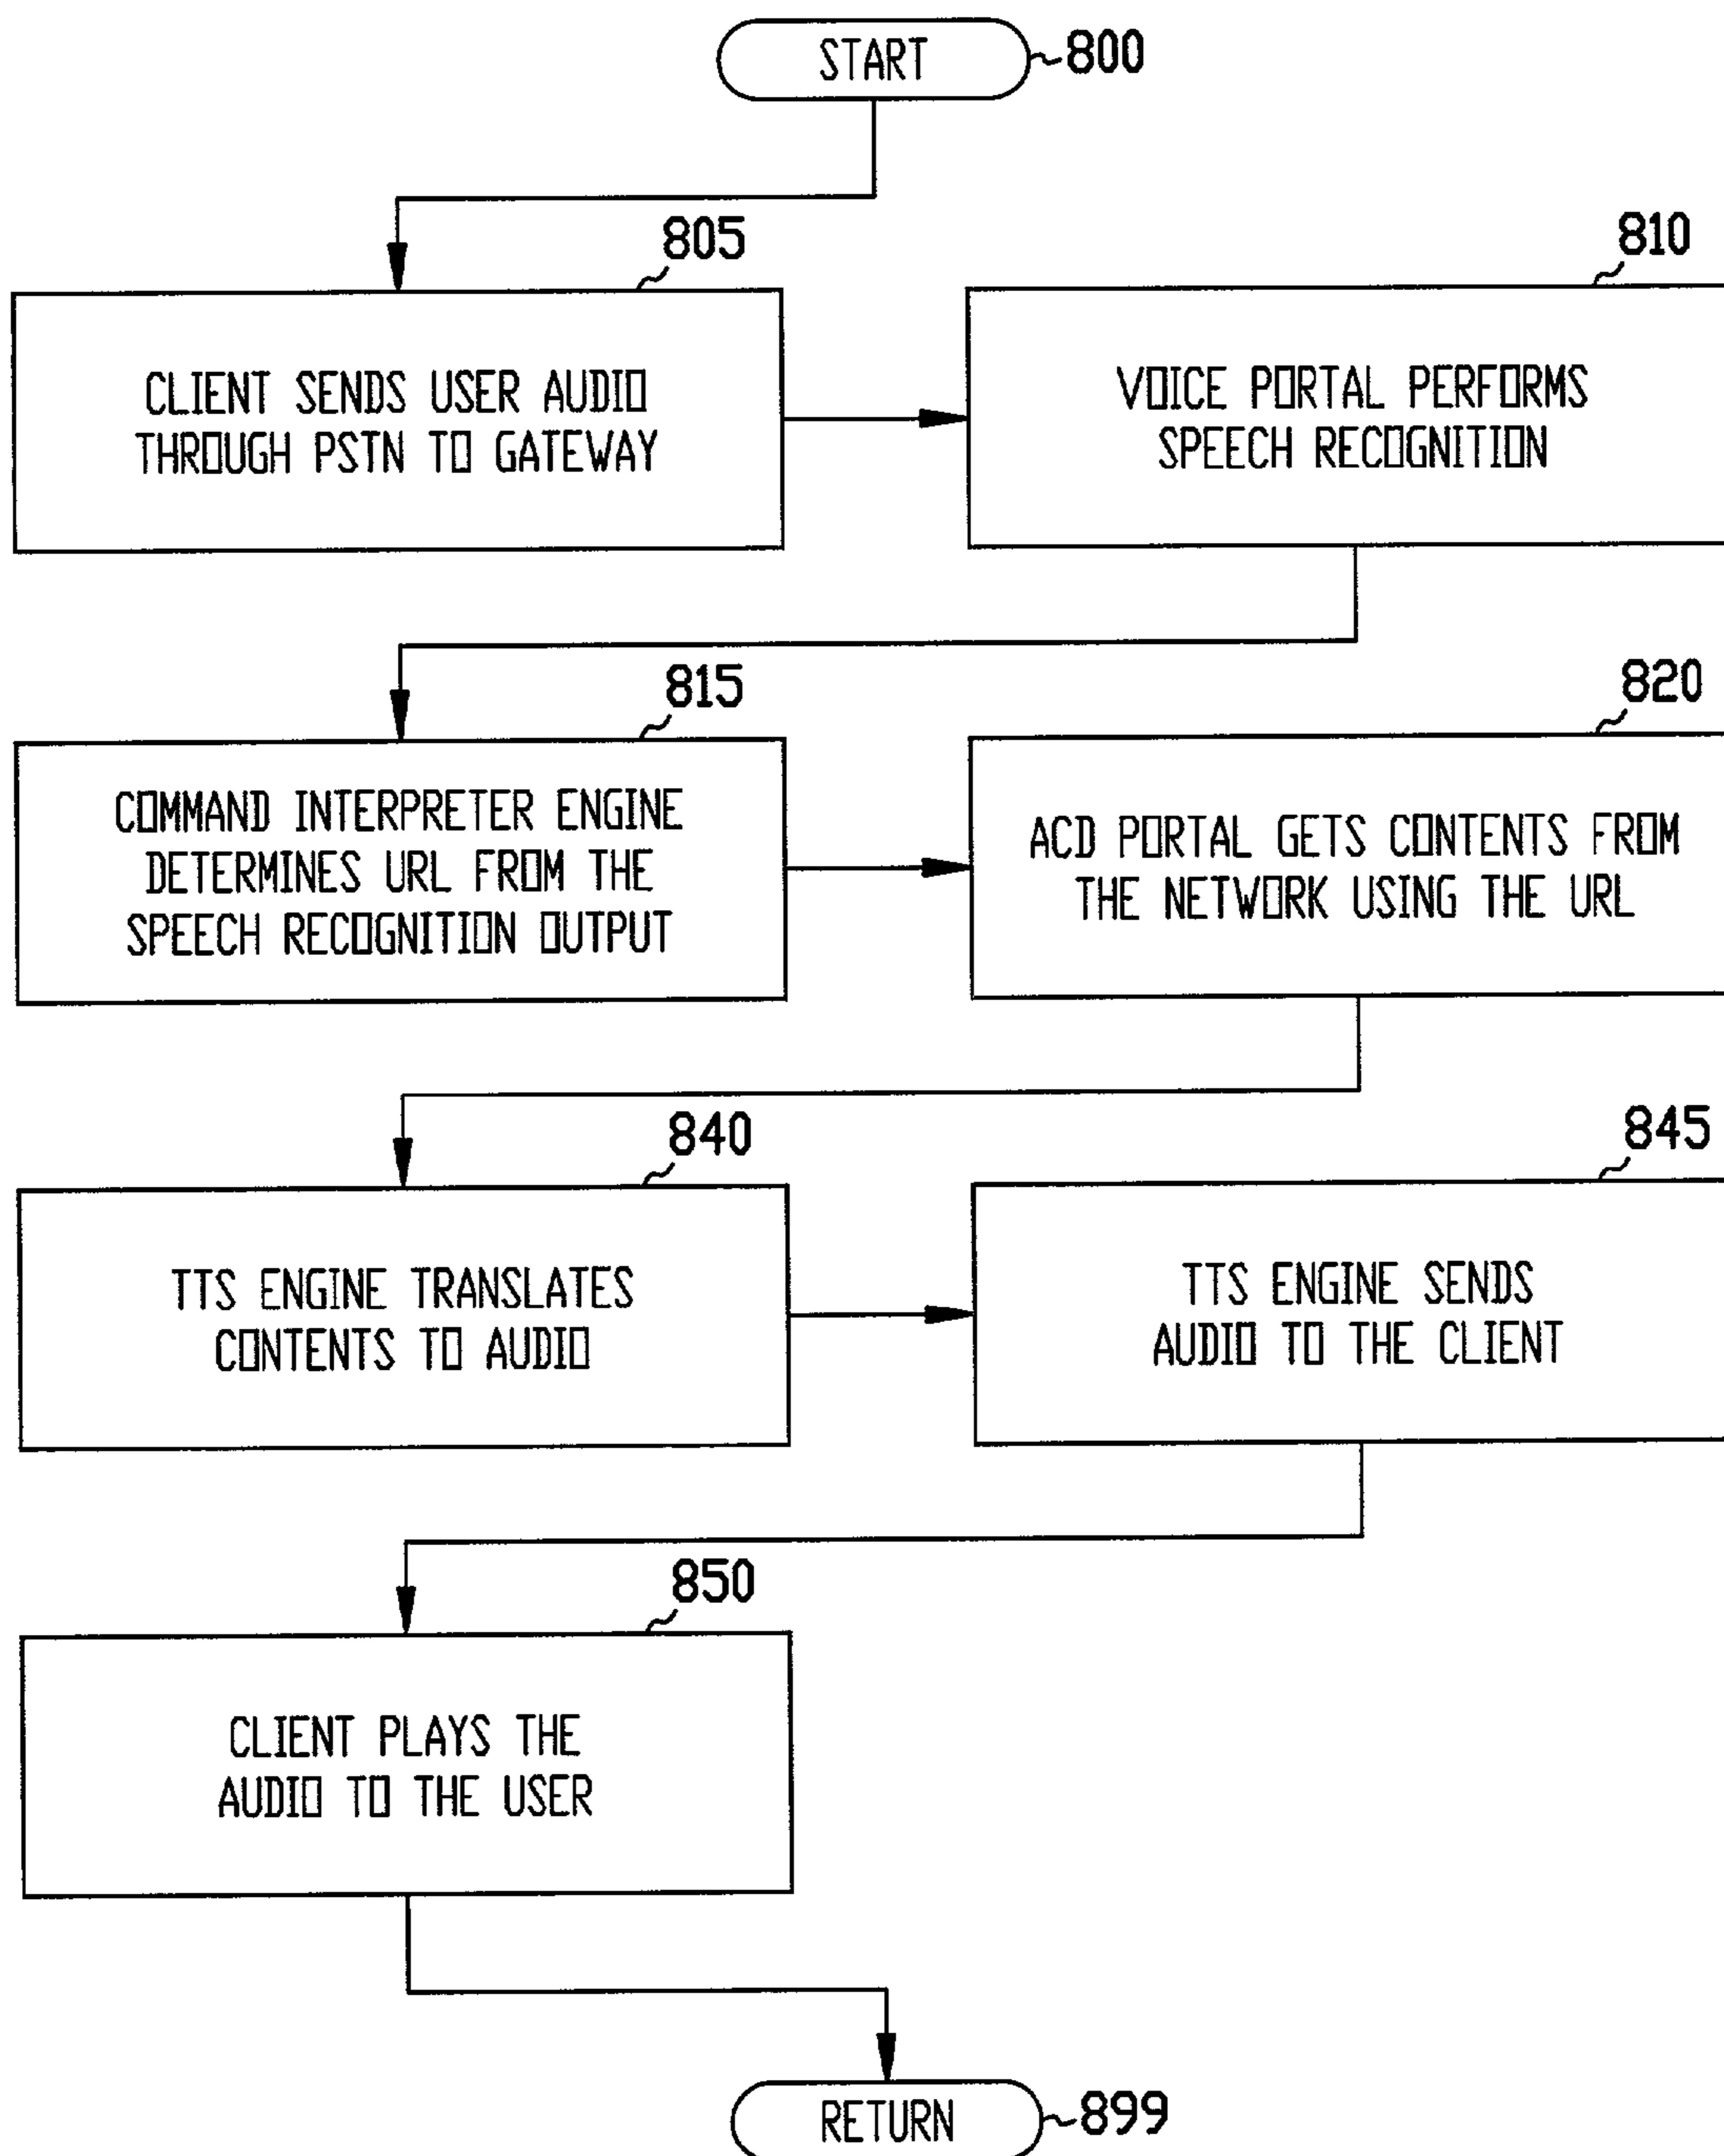 START
800
805
CLIENT SENDS USER AUDIO
THROUGH PSTN TO GATEWAY
810
VOICE PORTAL PERFORMS
SPEECH RECOGNITION
815
COMMAND INTERPRETER ENGINE
DETERMINES URL FROM THE
SPEECH RECOGNITION OUTPUT
820
ACD PORTAL GETS CONTENTS FROM
THE NETWORK USING THE URL
840
TTS ENGINE TRANSLATES
CONTENTS TO AUDIO
845
TTS ENGINE SENDS
AUDIO TO THE CLIENT
850
CLIENT PLAYS THE
AUDIO TO THE USER
RETURN
899